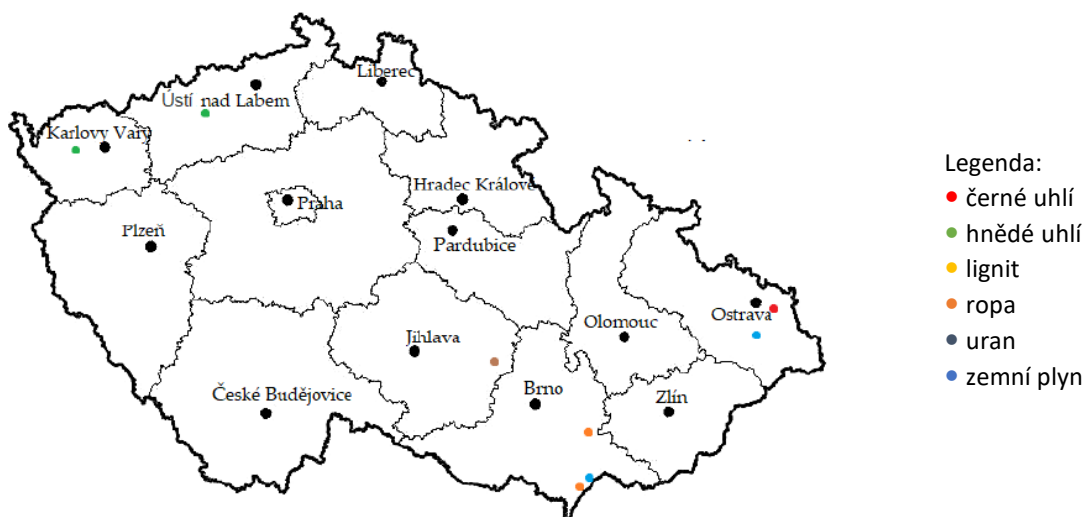 Liberec
Ústí nad Labem
Karlovy Vary
Hradec Králové
Praha
Plzeň
Pardubice
Ostrava
Olomouc
Jihlava
Brno
Zlín
České Budějovice
Legenda:
černé uhlí
hnědé uhlí
lignit
ropa
uran
zemní plyn